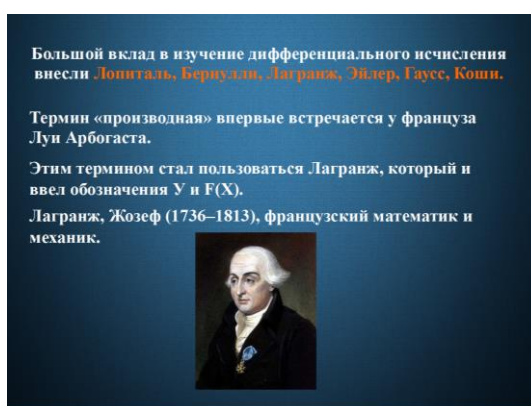 Большой вклад в изучение дифференциального исчисления
внесли Лопиталь, Бернулли, Лагранж, Эйлер, Гаусс, Коши.
Термин «производная» впервые встречается у француза
Луи Арбогаста.
Этим термином стал пользоваться Лагранж, который и
ввел обозначения У и F(X).
Лагранж, Жозеф (1736–1813), французский математик и
механик.